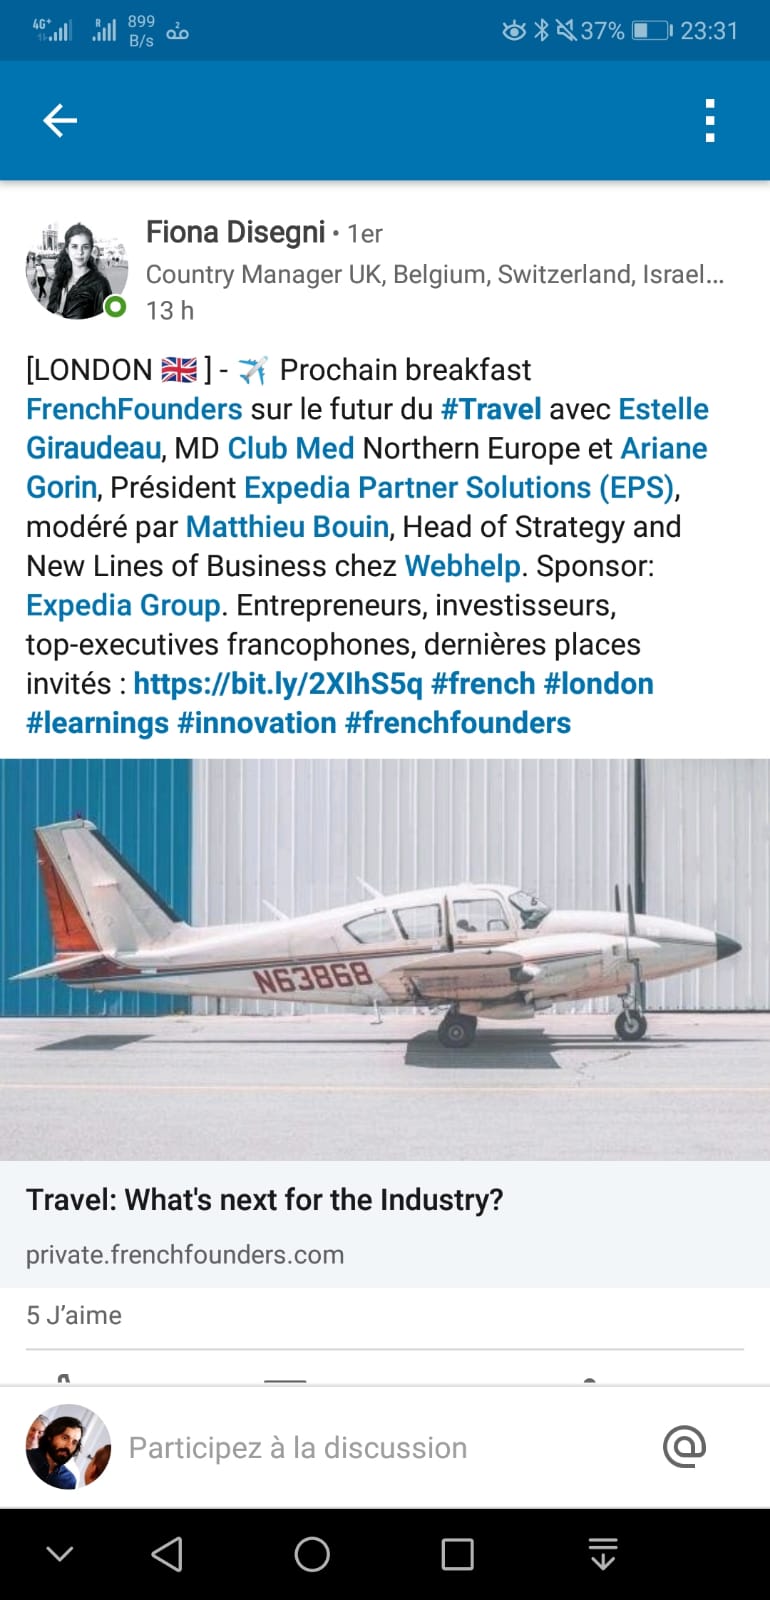 4G+ R 899 B/s 2 37% 23:31
Fiona Disegni • 1er
Country Manager UK, Belgium, Switzerland, Israel...
13 h
[LONDON 🇬🇧 ] - ✈️ Prochain breakfast
FrenchFounders sur le futur du #Travel avec Estelle
Giraudeau, MD Club Med Northern Europe et Ariane
Gorin, Président Expedia Partner Solutions (EPS),
modéré par Matthieu Bouin, Head of Strategy and
New Lines of Business chez Webhelp. Sponsor:
Expedia Group. Entrepreneurs, investisseurs,
top-executives francophones, dernières places
invités : https://bit.ly/2XIhS5q #french #london
#learnings #innovation #frenchfounders
N63868
Travel: What's next for the Industry?
private.frenchfounders.com
5 J’aime
Participez à la discussion @